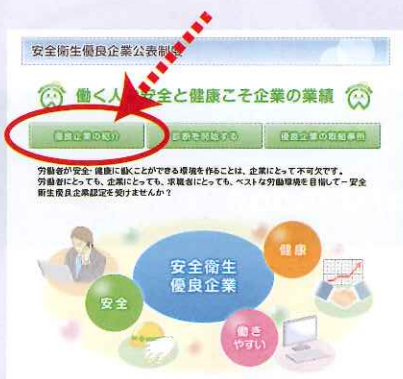 安全衛生優良企業公表制度
働く人の安全と健康こそ企業の業績
優良企業の紹介
診断を開始する
優良企業の取組事例
労働者が安全・健康に働くことができる環境を作ることは、企業にとって不可欠です。
労働者にとっても、企業にとっても、求職者にとっても、ベストな労働環境を目指して－安全
衛生優良企業認定を受けませんか？
安全衛生
優良企業
健康
安全
働き
やすい